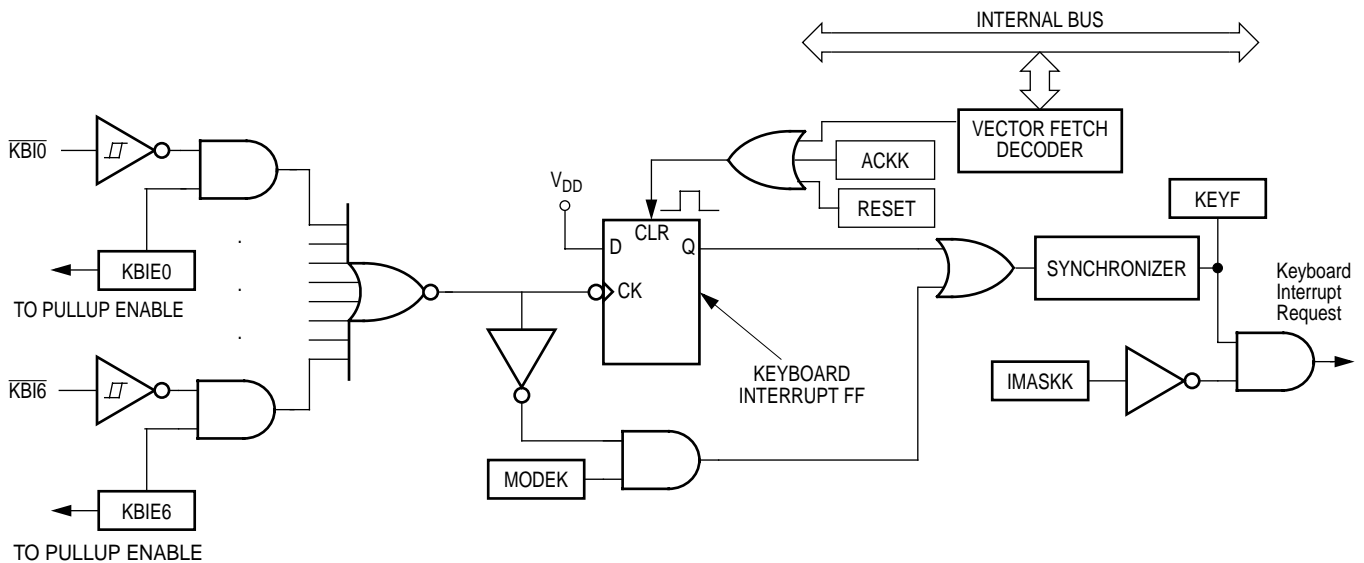 INTERNAL BUS
VECTOR FETCH
DECODER
ACKK
RESET
KBI0
KBIE0
TO PULLUP ENABLE
VDD
CLR
D
Q
CK
KEYF
SYNCHRONIZER
Keyboard
Interrupt
Request
KBI6
KBIE6
TO PULLUP ENABLE
KEYBOARD
INTERRUPT FF
IMASKK
MODEK